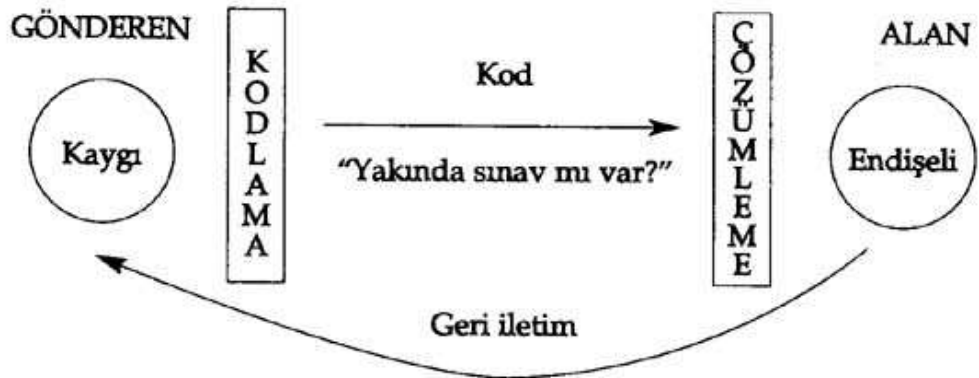 GÖNDEREN
KODLAMA
Kaygı
Kod
"Yakında sınav mı var?"
ÇÖZÜMLEME
ALAN
Endişeli
Geri iletim